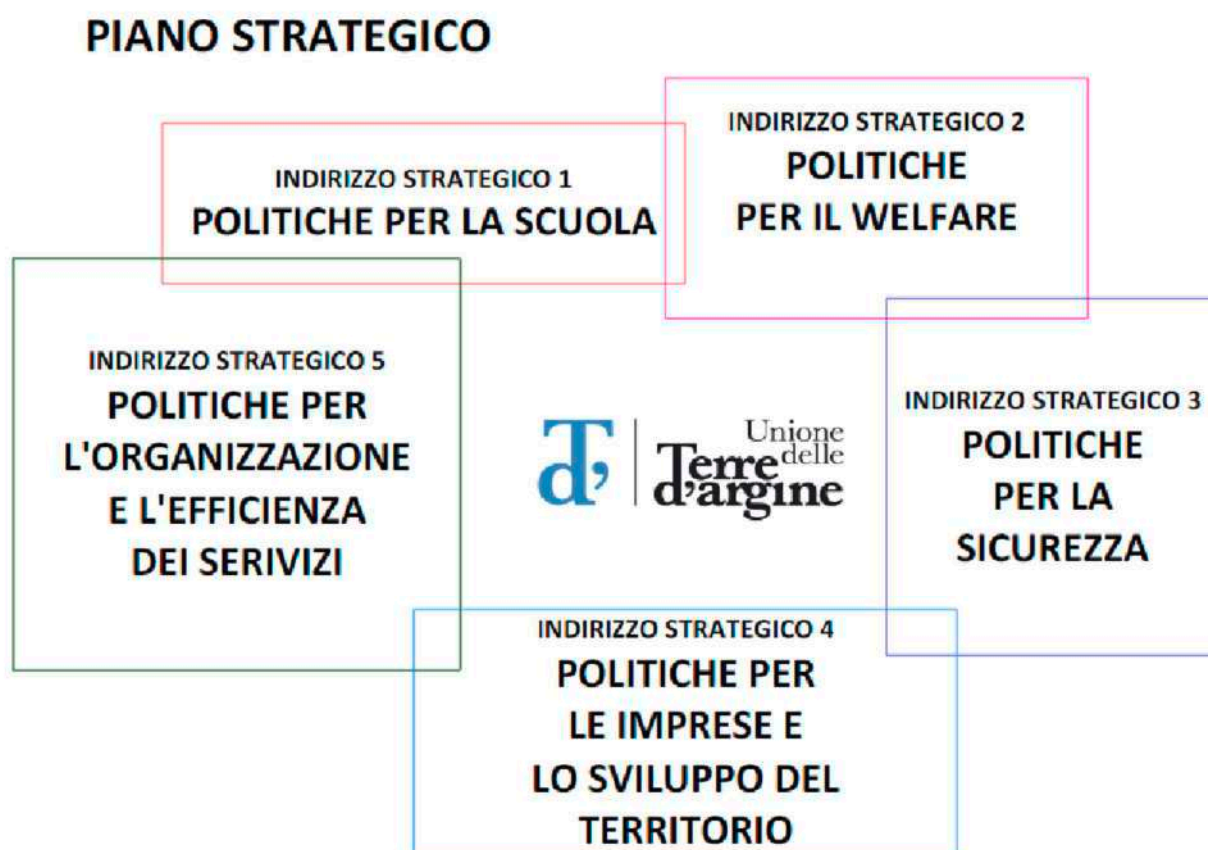 PIANO STRATEGICO
INDIRIZZO STRATEGICO 1
POLITICHE PER LA SCUOLA
INDIRIZZO STRATEGICO 2
POLITICHE
PER IL WELFARE
INDIRIZZO STRATEGICO 3
POLITICHE
PER LA
SICUREZZA
INDIRIZZO STRATEGICO 4
POLITICHE PER
LE IMPRESE E
LO SVILUPPO DEL
TERRITORIO
INDIRIZZO STRATEGICO 5
POLITICHE PER
L'ORGANIZZAZIONE
E L'EFFICIENZA
DEI SERIVIZI
Td'
Unione
delle
Terre
d'argine